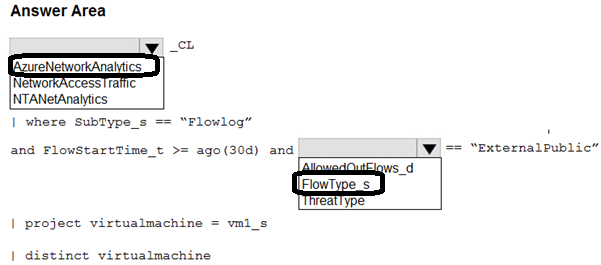 Answer Area
_CL
AzureNetworkAnalytics
NetworkAccessTraffic
NTANetAnalytics
| where SubType_s == “Flowlog”
and FlowStartTime_t >= ago(30d) and == “ExternalPublic”
AllowedOutFlows_d
FlowType_s
ThreatType
| project virtualmachine = vm1_s
| distinct virtualmachine